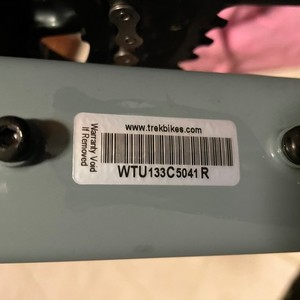 www.trekbikes.com
WTU133C5041R
Warranty Void
If Removed